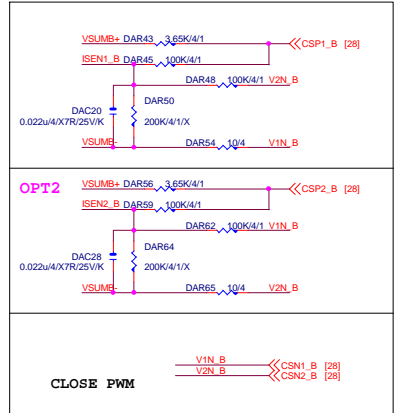 VSUMB+ DAR43 3.65K/4/1 CSP1_B [28]
ISEN1_B DAR45 100K/4/1
DAR48 100K/4/1 V2N_B
DAR50
DAC20
0.022u/4/X7R/25V/K 200K/4/1/X
VSUMB- DAR54 10/4 V1N_B
OPT2 VSUMB+ DAR56 3.65K/4/1 CSP2_B [28]
ISEN2_B DAR59 100K/4/1
DAR62 100K/4/1 V1N_B
DAR64
DAC28
0.022u/4/X7R/25V/K 200K/4/1/X
VSUMB- DAR65 10/4 V2N_B
V1N_B CSN1_B [28]
V2N_B CSN2_B [28]
CLOSE PWM